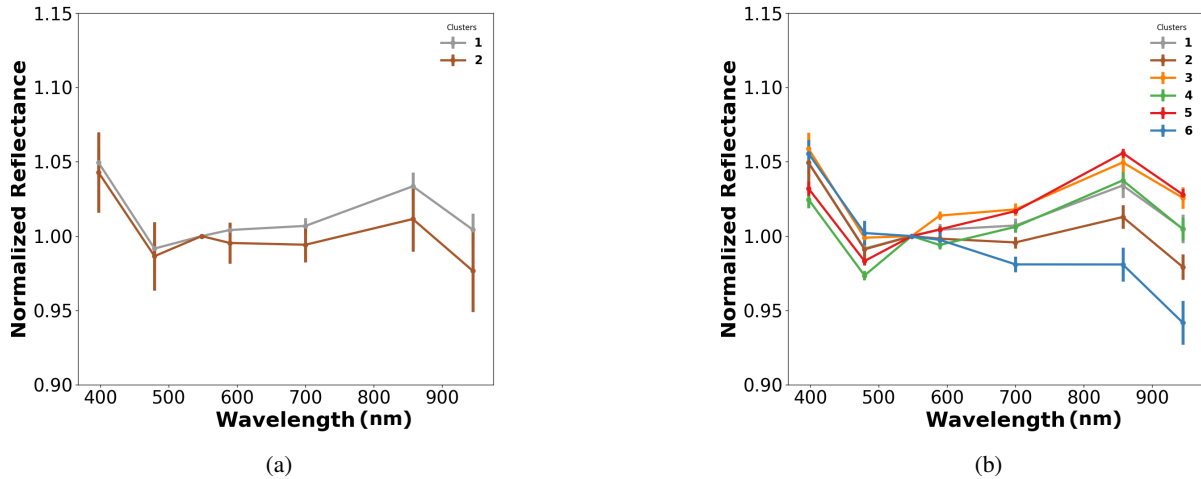 1.15
1.10
1.05
1.00
0.95
0.90
Normalized Reflectance
400 500 600 700 800 900
Wavelength (nm)
Clusters
1
2
(a)
1.15
1.10
1.05
1.00
0.95
0.90
Normalized Reflectance
400 500 600 700 800 900
Wavelength (nm)
Clusters
1
2
3
4
5
6
(b)